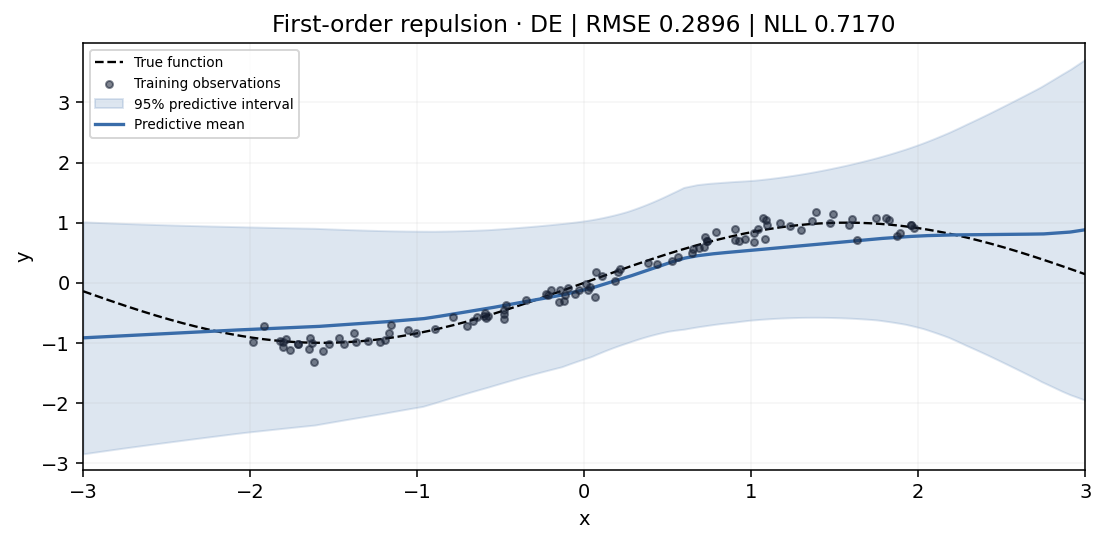 First-order repulsion · DE | RMSE 0.2896 | NLL 0.7170
True function
Training observations
95% predictive interval
Predictive mean
3
2
1
0
−1
−2
−3
y
−3 −2 −1 0 1 2 3
x